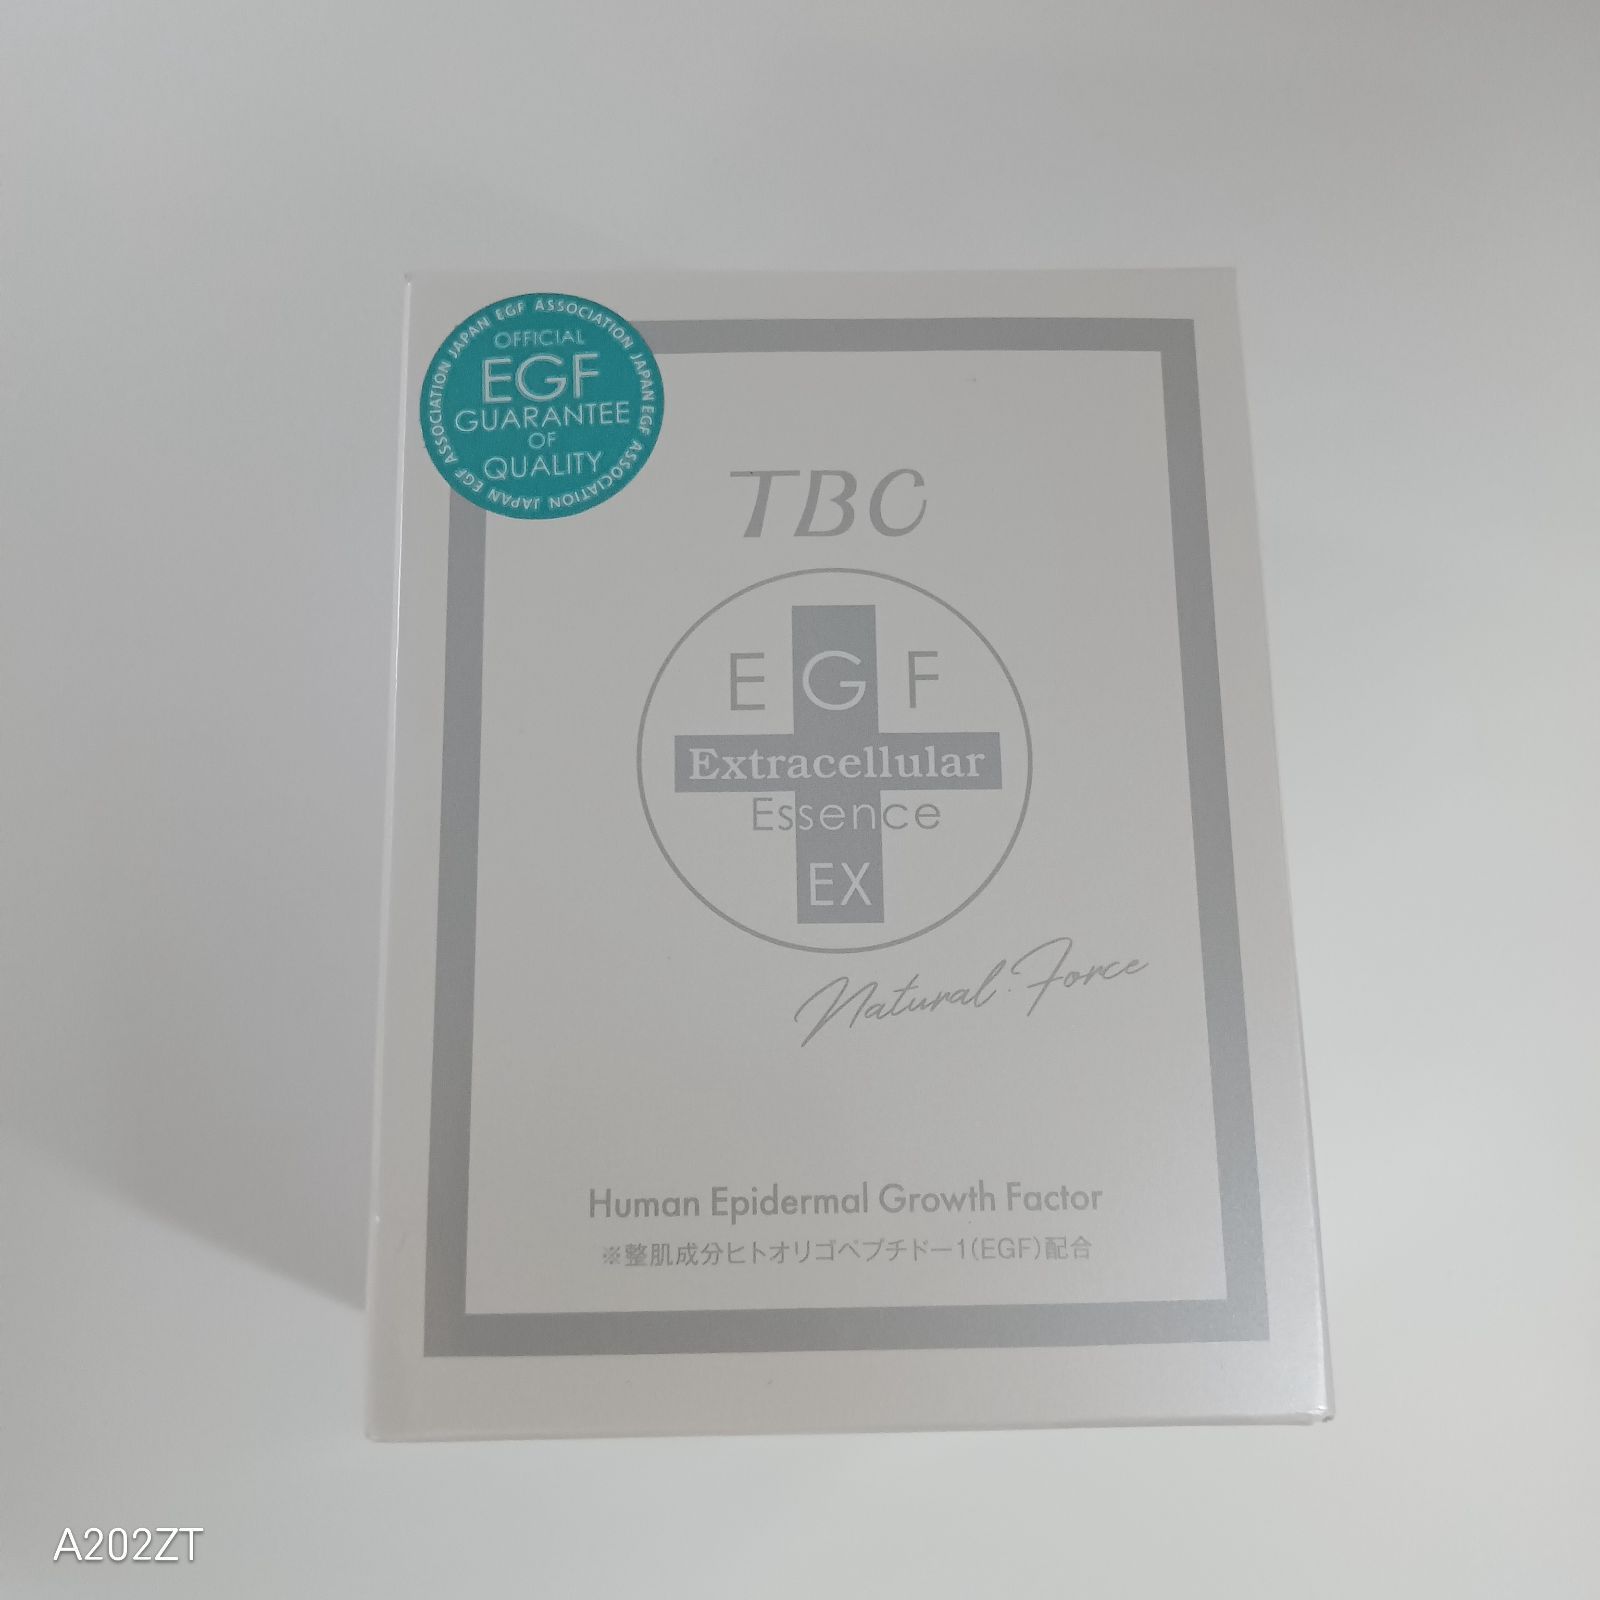 JAPAN EGF ASSOCIATION JAPAN EGF ASSOCIATION JAPAN EGF ASSOCIATION
OFFICIAL
EGF
GUARANTEE
OF
QUALITY
TBC
EGF
Extracellular
Essence
EX
Natural・Force
Human Epidermal Growth Factor
※整肌成分ヒトオリゴペプチドー1(EGF)配合
A202ZT